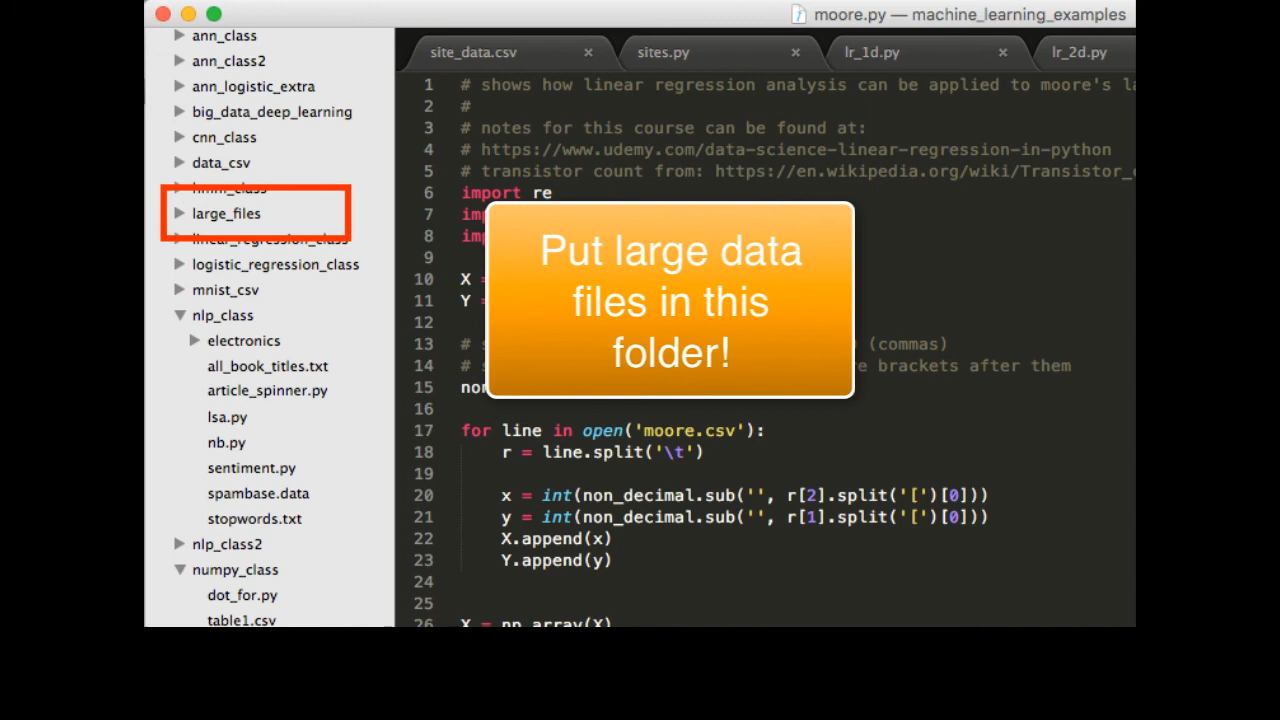 moore.py — machine_learning_examples
ann_class
ann_class2
ann_logistic_extra
big_data_deep_learning
cnn_class
data_csv
hmm_class
large_files
linear_regression_class
logistic_regression_class
mnist_csv
nlp_class
electronics
all_book_titles.txt
article_spinner.py
lsa.py
nb.py
sentiment.py
spambase.data
stopwords.txt
nlp_class2
numpy_class
dot_for.py
table1.csv
site_data.csv × sites.py × lr_1d.py × lr_2d.py
1 # shows how linear regression analysis can be applied to moore's
2 #
3 # notes for this course can be found at:
4 # https://www.udemy.com/data-science-linear-regression-in-python
5 # transistor count from: https://en.wikipedia.org/wiki/Transistor_
6 import re
7
8
9
10 X
11 Y
12
13 # (commas)
14 # brackets after them
15
16
17 for line in open('moore.csv'):
18 r = line.split('\t')
19
20 x = int(non_decimal.sub('', r[2].split('[')[0]))
21 y = int(non_decimal.sub('', r[1].split('[')[0]))
22 X.append(x)
23 Y.append(y)
24
25
26 X = np.array(X)
Put large data
files in this
folder!